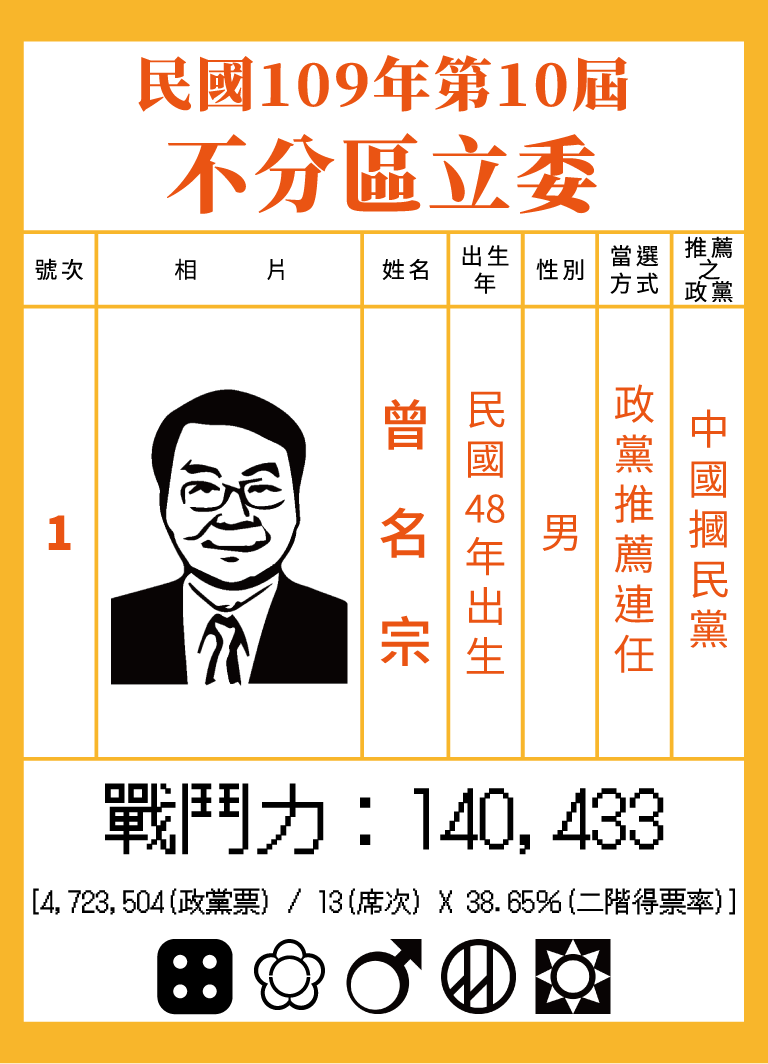 民國109年第10屆
不分區立委
號次
相 片
姓名
出生
年
性別
當選
方式
推薦
之
政黨
1
曾名宗
民國48年出生
男
政黨推薦連任
中國摑民黨
戰鬥力：140,433
[4,723,504(政黨票) / 13(席次) X 38.65%(二階得票率)]